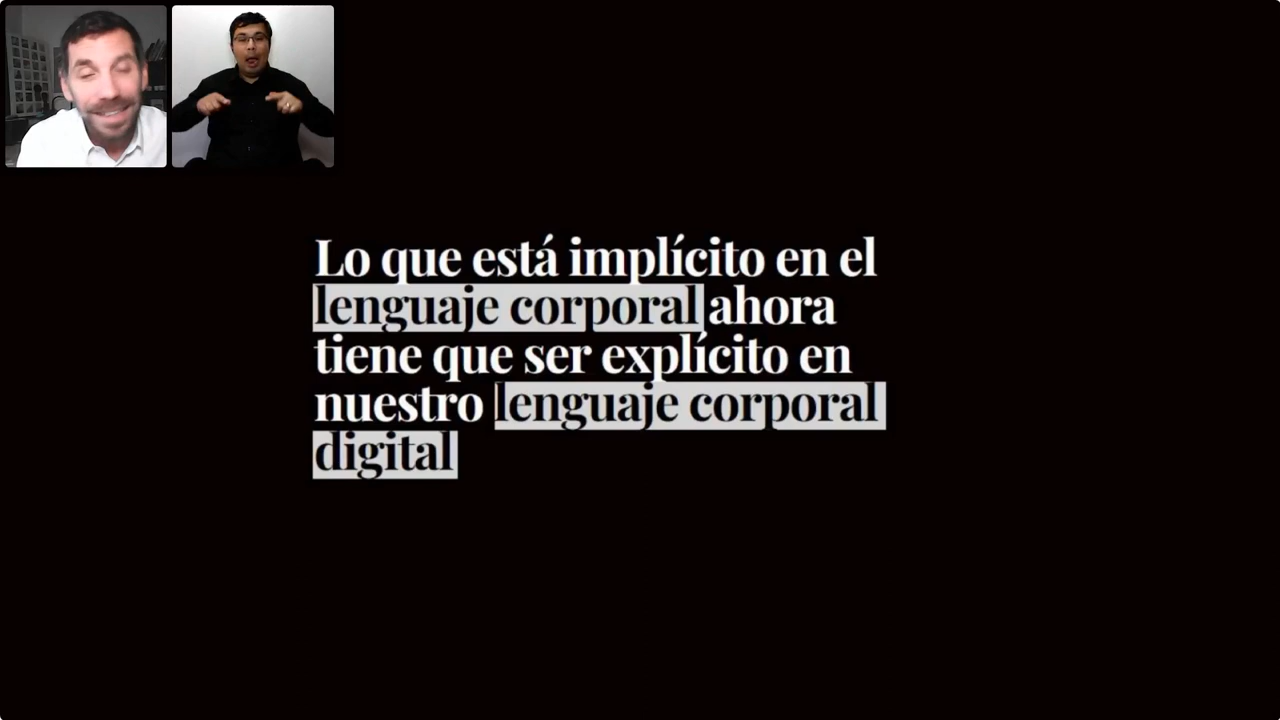 Lo que está implícito en el
lenguaje corporal ahora
tiene que ser explícito en
nuestro lenguaje corporal
digital